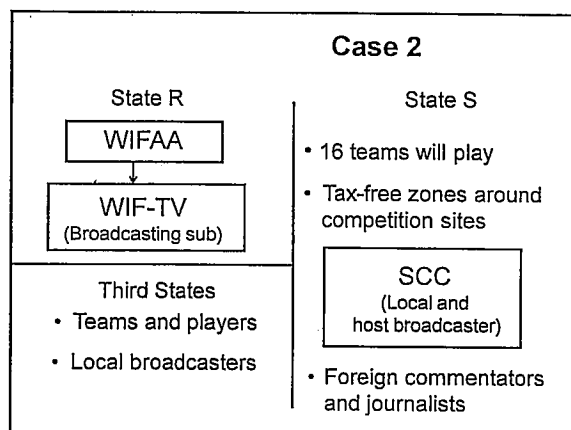 Case 2
State R
WIFAA
WIF-TV
(Broadcasting sub)
Third States
• Teams and players
• Local broadcasters
State S
• 16 teams will play
• Tax-free zones around
competition sites
SCC
(Local and
host broadcaster)
• Foreign commentators
and journalists